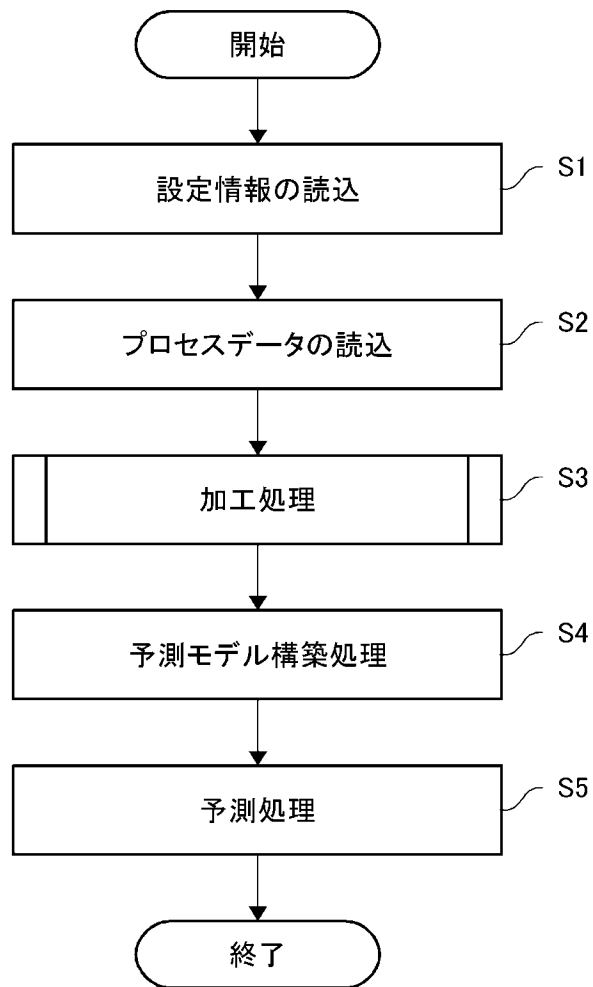 開始
設定情報の読込
S1
プロセスデータの読込
S2
加工処理
S3
予測モデル構築処理
S4
予測処理
S5
終了